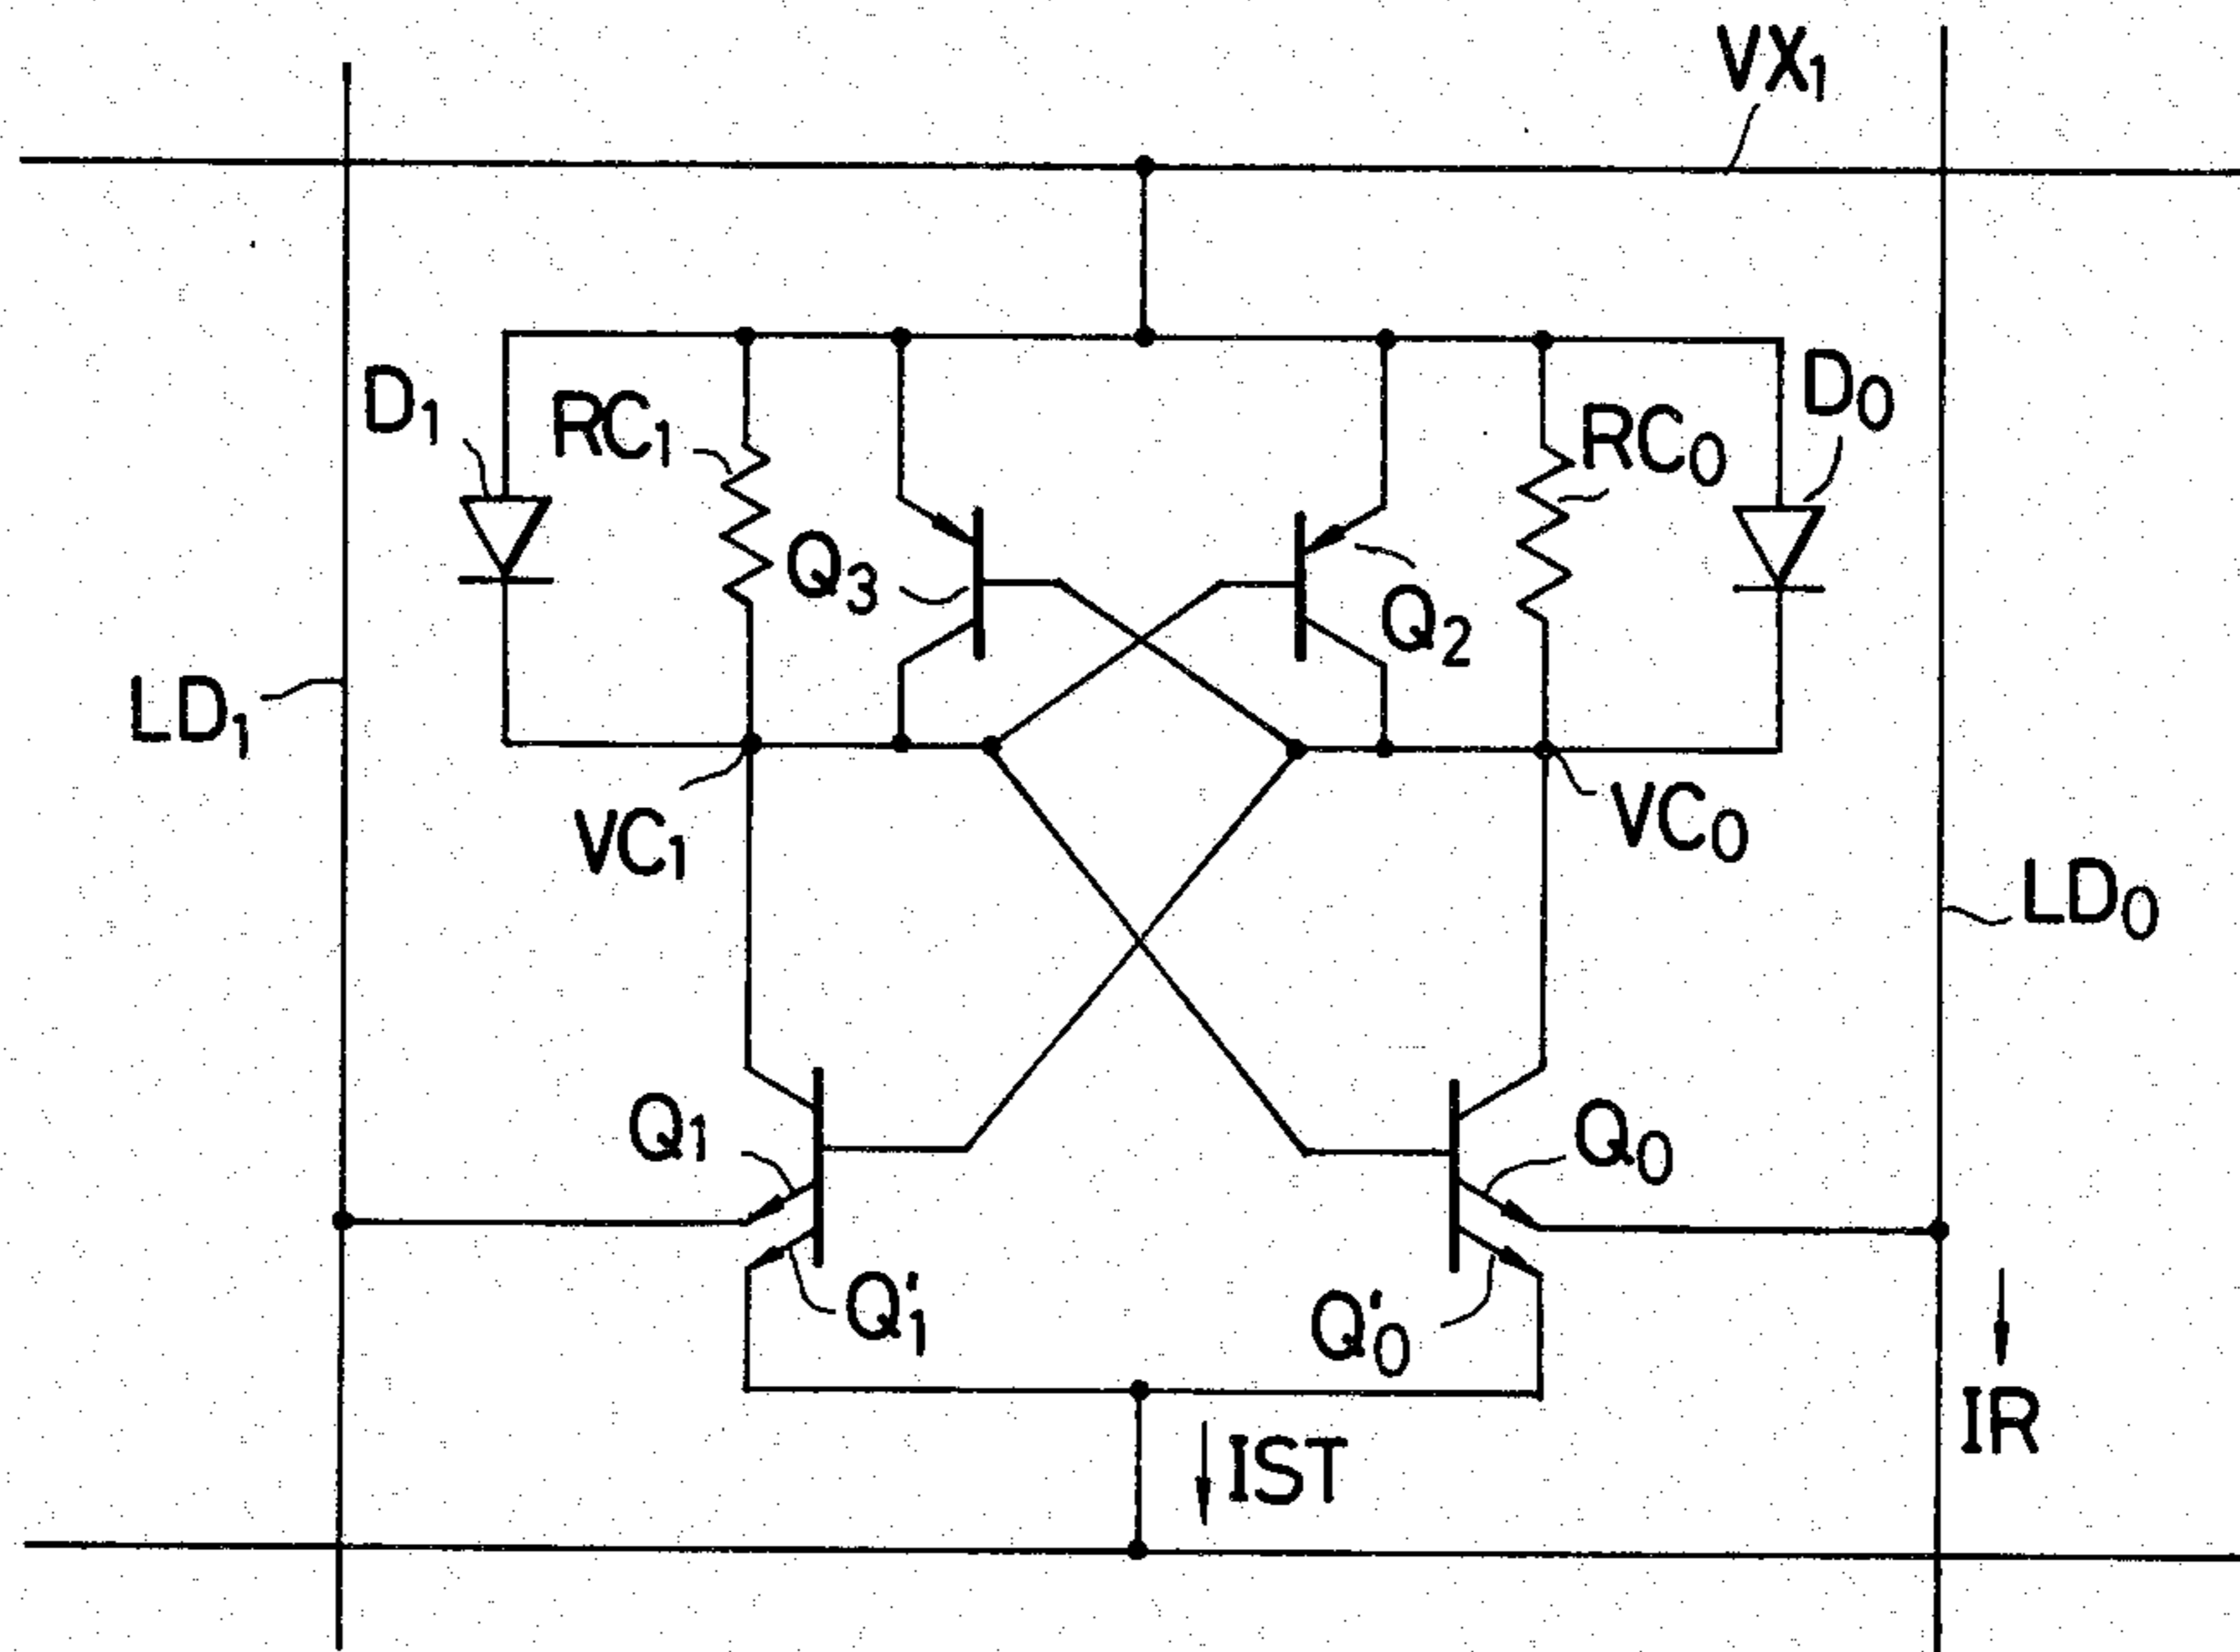 VX₁
D₁
RC₁
RC₀
D₀
Q₃
Q₂
LD₁
VC₁
VC₀
LD₀
Q₁
Q₀
Q'₁
Q'₀
IR
IST